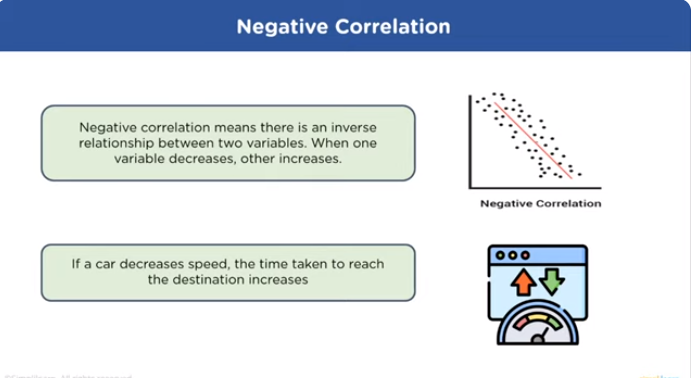 Negative Correlation
Negative correlation means there is an inverse
relationship between two variables. When one
variable decreases, other increases.
Negative Correlation
If a car decreases speed, the time taken to reach
the destination increases